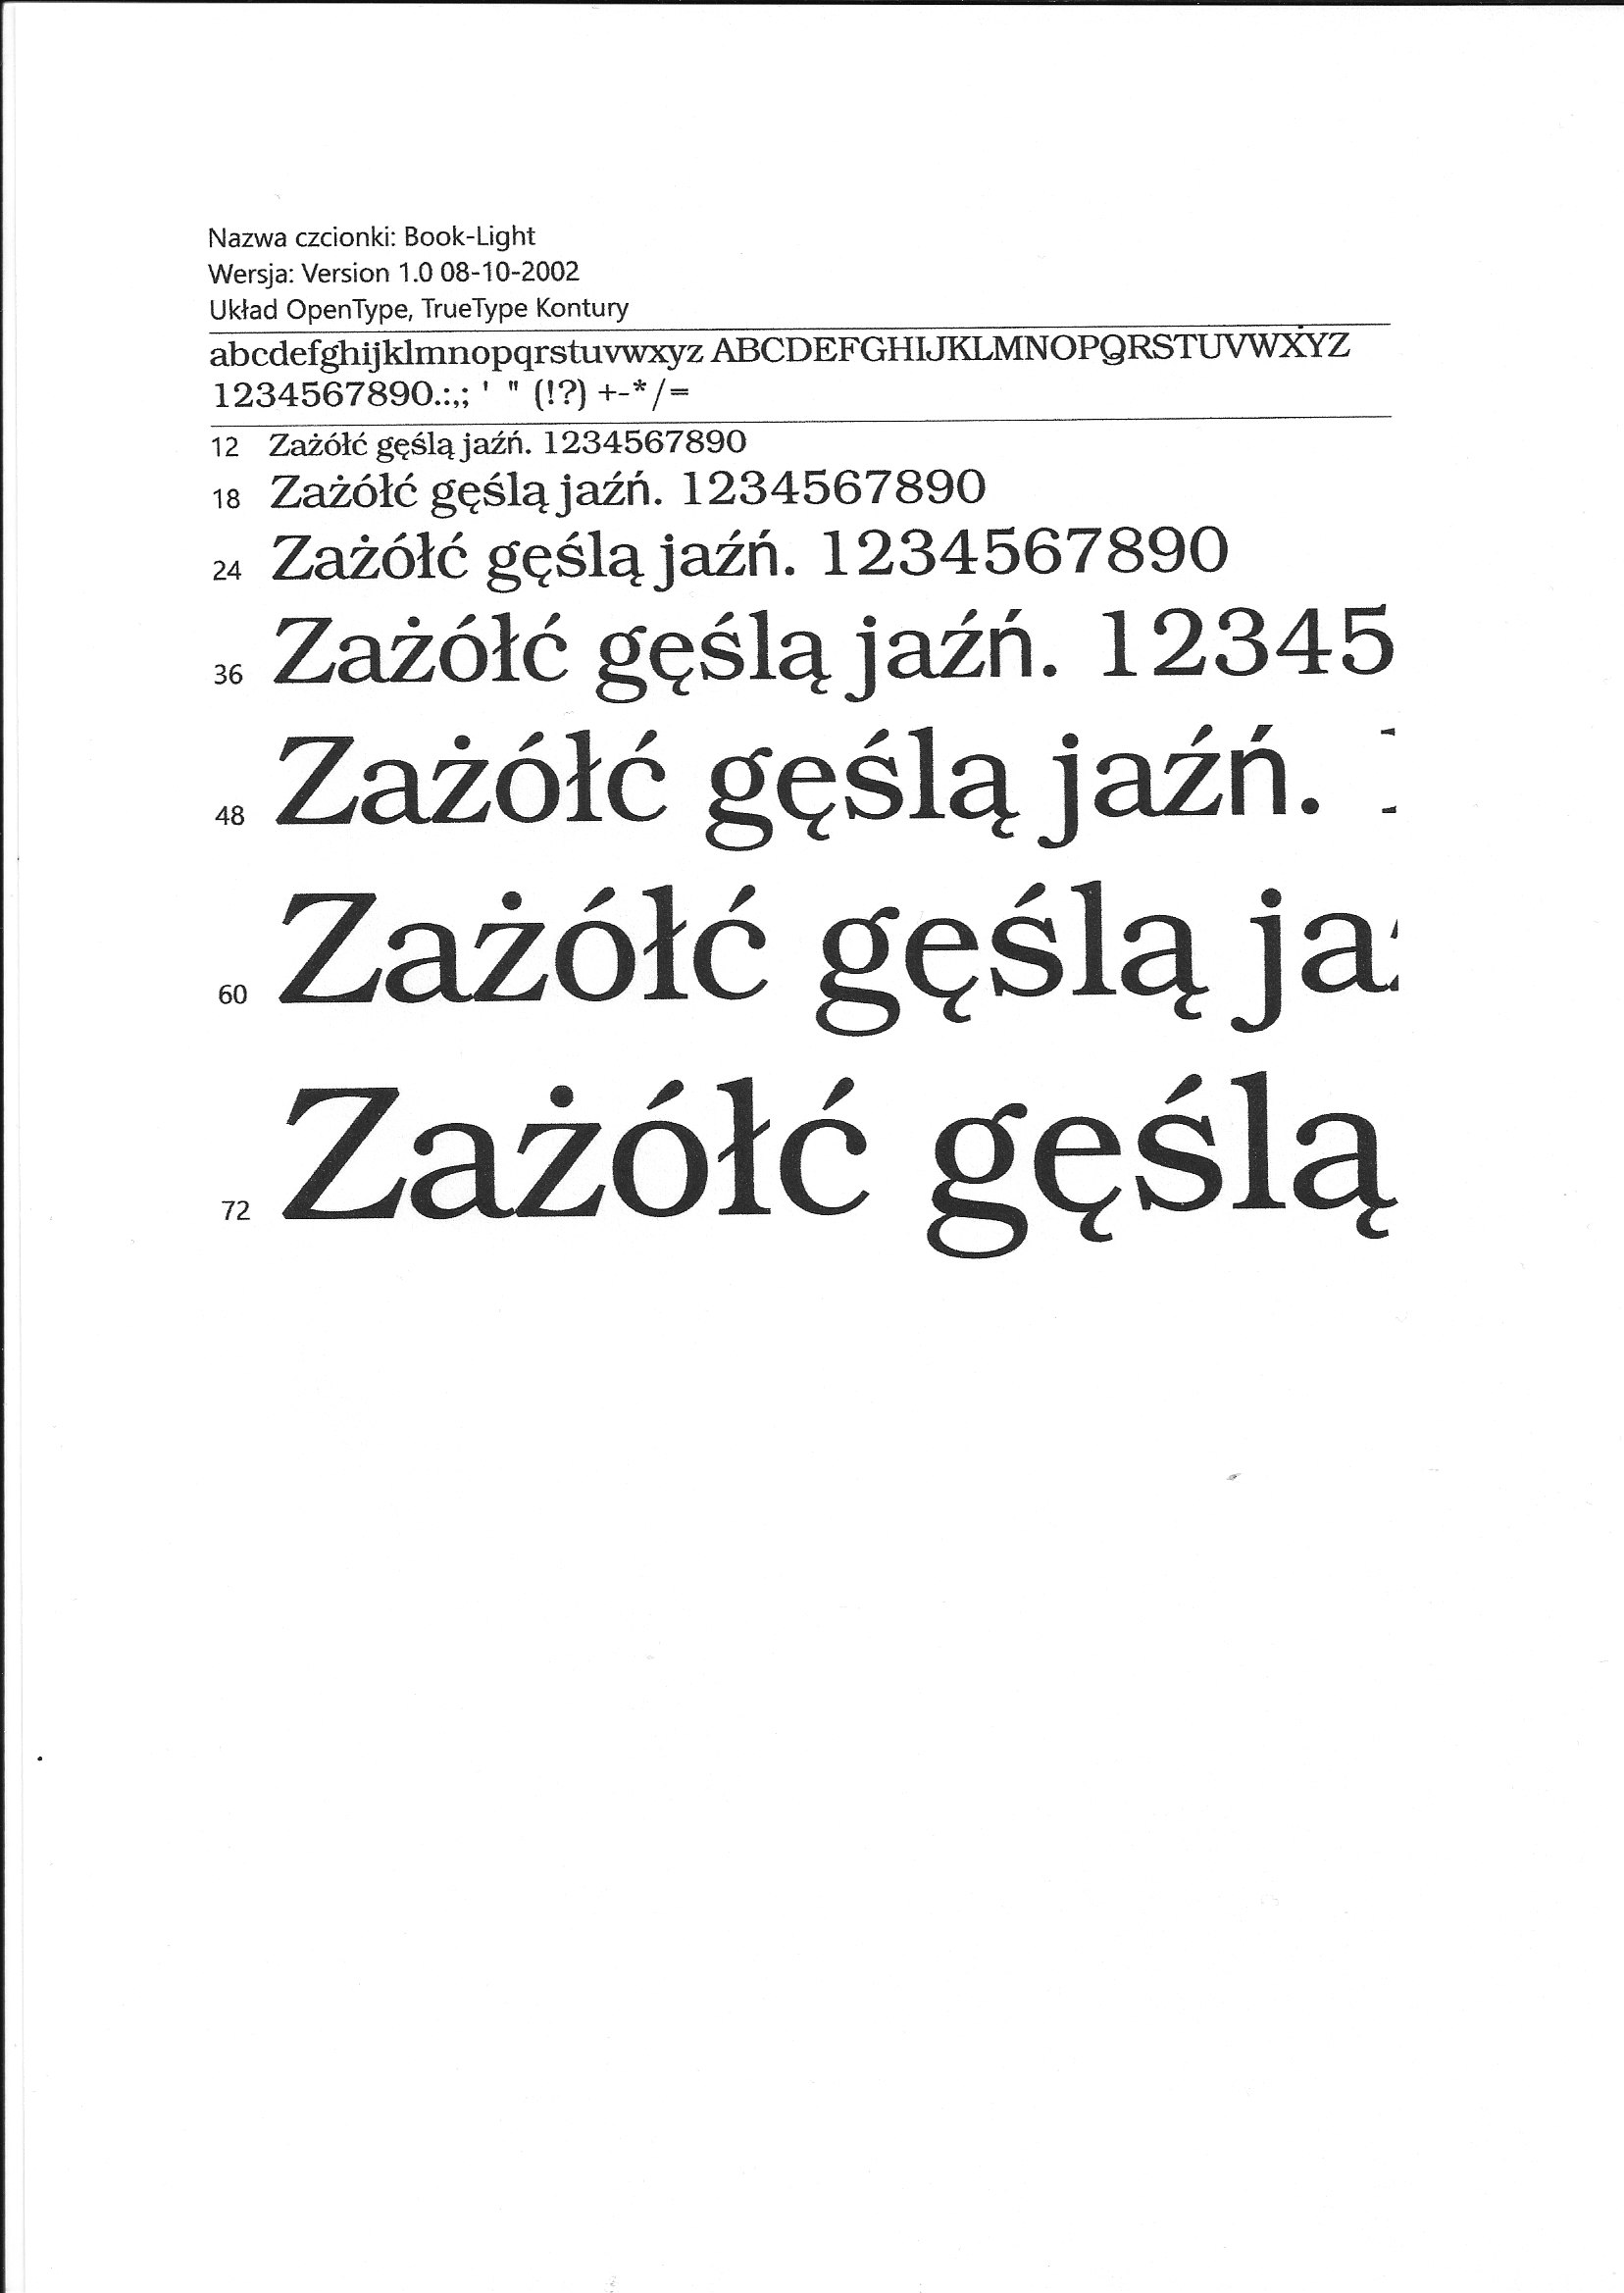 Nazwa czcionki: Book-Light
Wersja: Version 1.0 08-10-2002
Układ OpenType, TrueType Kontury
abcdefghijklmnopqrstuvwxyz ABCDEFGHIJKLMNOPQRSTUVWXYZ
1234567890.:,; ' " (!?) +-*/=
12 Zażółć gęślą jaźń. 1234567890
18 Zażółć gęślą jaźń. 1234567890
24 Zażółć gęślą jaźń. 1234567890
36 Zażółć gęślą jaźń. 12345
48 Zażółć gęślą jaźń.
60 Zażółć gęślą ja
72 Zażółć gęślą